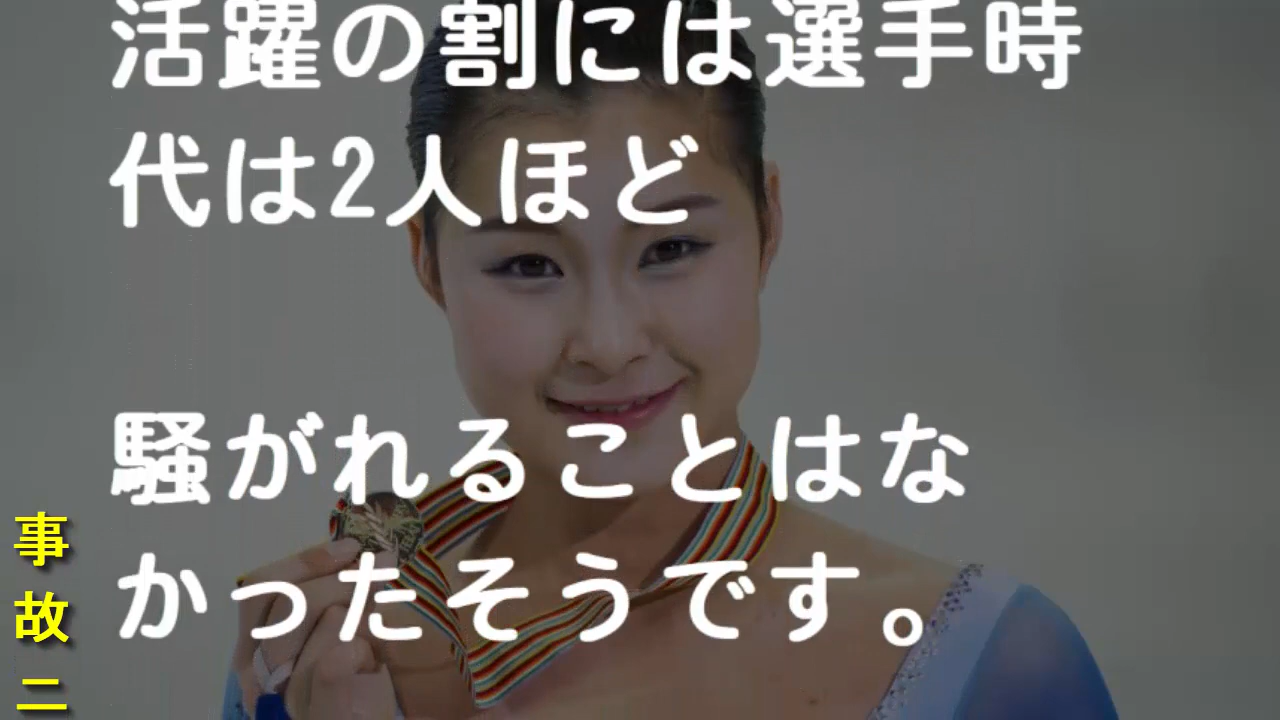 活躍の割には選手時
代は2人ほど
騒がれることはな
かったそうです。
事故ニ